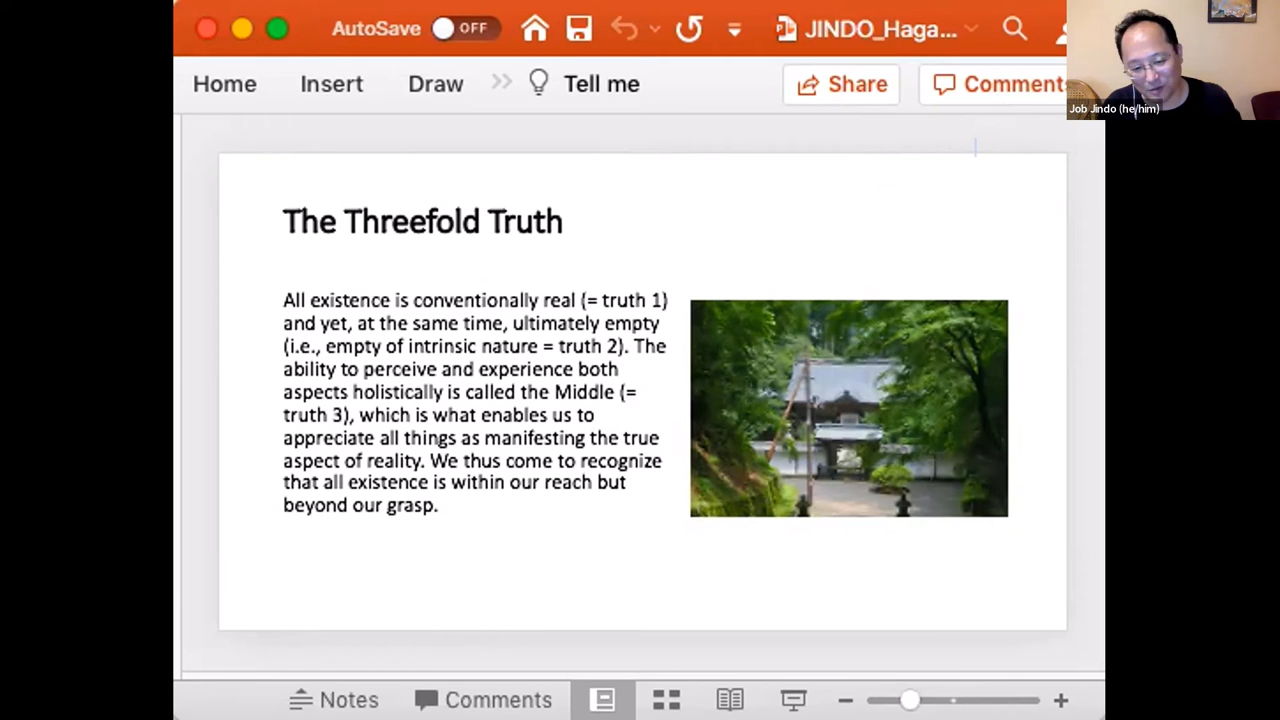 AutoSave OFF JINDO_Haga...
Home Insert Draw Tell me Share Comment
Job Jindo (he/him)
The Threefold Truth
All existence is conventionally real (= truth 1)
and yet, at the same time, ultimately empty
(i.e., empty of intrinsic nature = truth 2). The
ability to perceive and experience both
aspects holistically is called the Middle (=
truth 3), which is what enables us to
appreciate all things as manifesting the true
aspect of reality. We thus come to recognize
that all existence is within our reach but
beyond our grasp.
Notes Comments